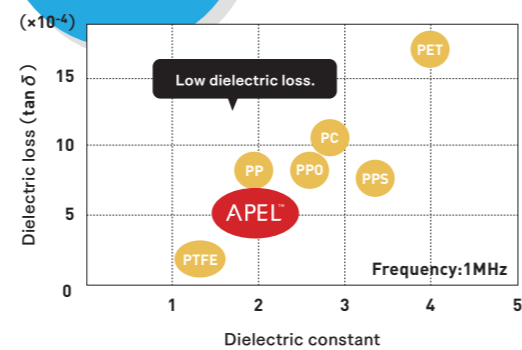 (×10-4)
Dielectric loss (tan δ)
15
10
5
0
Low dielectric loss.
PET
PC
PP
PPO
PPS
APEL™
PTFE
Frequency:1MHz
1 2 3 4 5
Dielectric constant